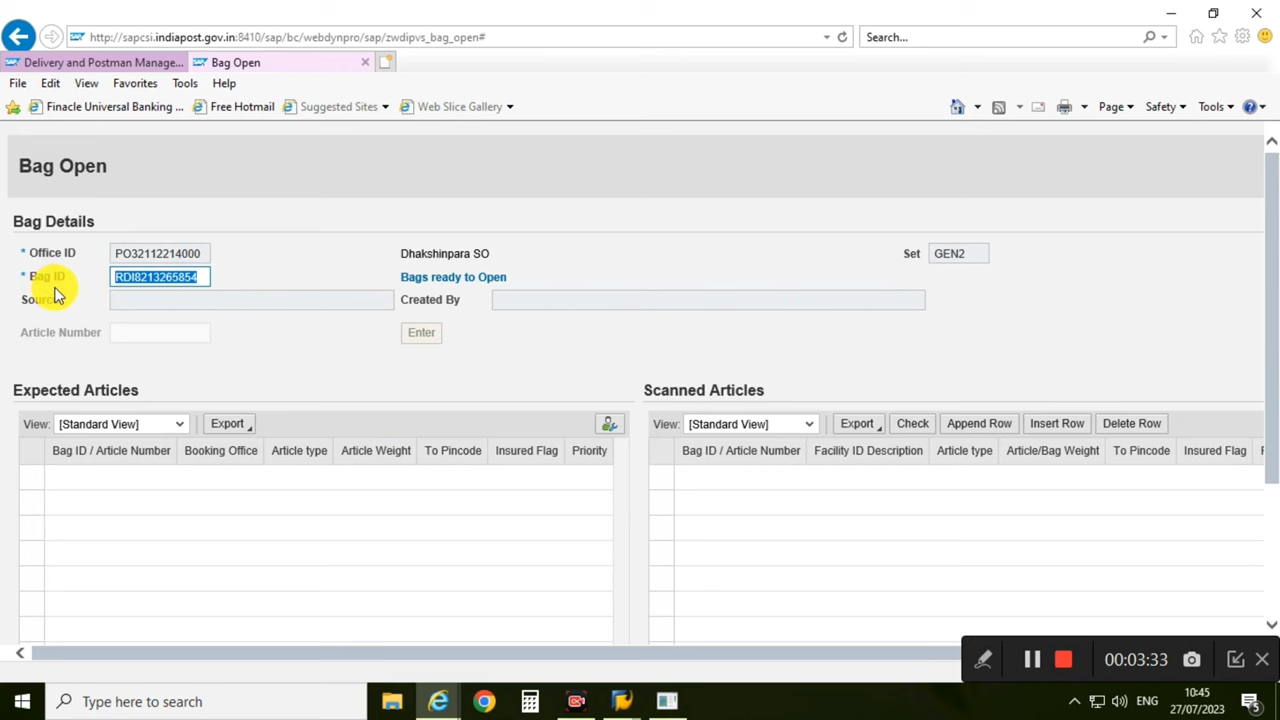 http://sapcsi.indiapost.gov.in:8410/sap/bc/webdynpro/sap/zwdipvs_bag_open#
Search...
Delivery and Postman Manage...
Bag Open
File Edit View Favorites Tools Help
Finacle Universal Banking ...
Free Hotmail
Suggested Sites
Web Slice Gallery
Page
Safety
Tools
Bag Open
Bag Details
* Office ID PO32112214000 Dhakshinpara SO Set GEN2
* Bag ID RDI8213265854 Bags ready to Open
Source Created By
Article Number Enter
Expected Articles
View: [Standard View] Export
Bag ID / Article Number Booking Office Article type Article Weight To Pincode Insured Flag Priority
Scanned Articles
View: [Standard View] Export Check Append Row Insert Row Delete Row
Bag ID / Article Number Facility ID Description Article type Article/Bag Weight To Pincode Insured Flag
00:03:33
Type here to search
ENG
10:45
27/07/2023
5